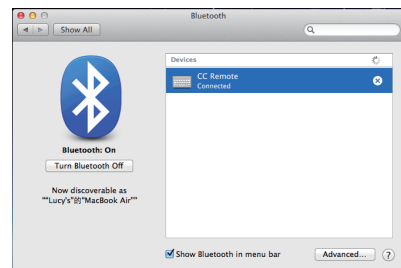 Bluetooth
Show All
Devices
CC Remote
Connected
Bluetooth: On
Turn Bluetooth Off
Now discoverable as
““Lucy's”的“MacBook Air””
Show Bluetooth in menu bar
Advanced...
?